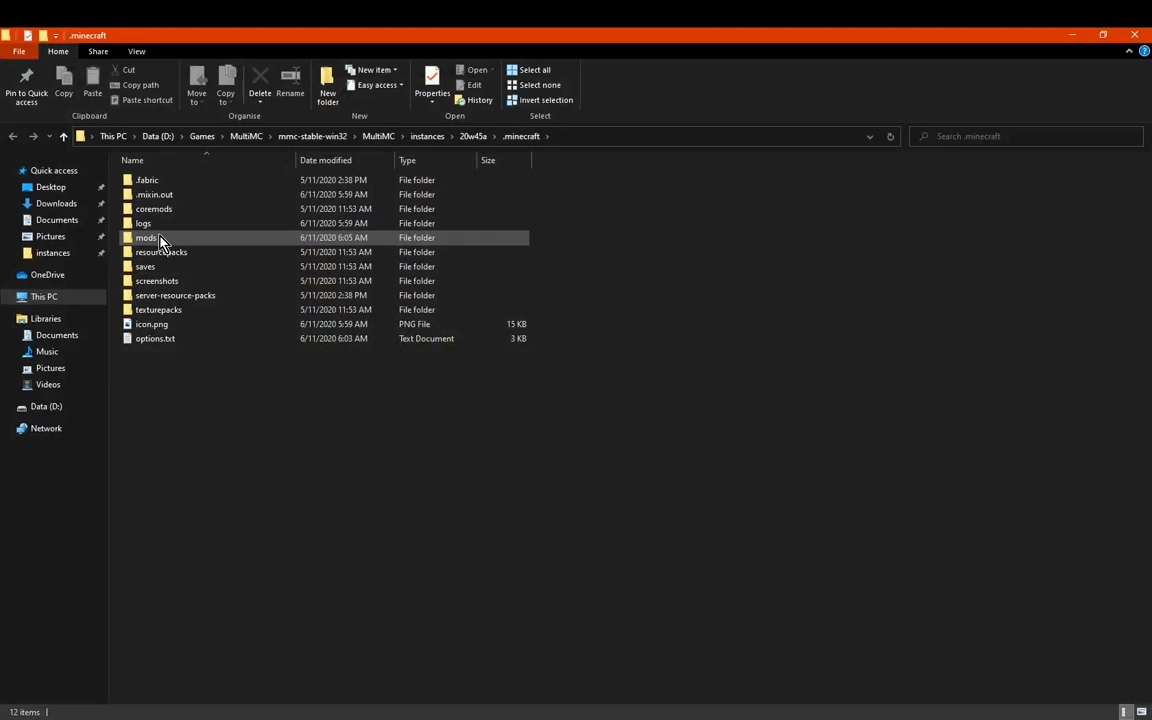 .minecraft
File Home Share View
Pin to Quick access
Copy
Paste
Cut
Copy path
Paste shortcut
Clipboard
Move to
Copy to
Delete
Rename
Organise
New folder
New item
Easy access
New
Properties
Open
Edit
History
Open
Select all
Select none
Invert selection
Select
This PC Data (D:) Games MultiMC mmc-stable-win32 MultiMC instances 20w45a .minecraft
Search .minecraft
Quick access
Desktop
Downloads
Documents
Pictures
instances
OneDrive
This PC
Libraries
Documents
Music
Pictures
Videos
Data (D:)
Network
Name Date modified Type Size
.fabric 5/11/2020 2:38 PM File folder
.mixin.out 6/11/2020 5:59 AM File folder
coremods 5/11/2020 11:53 AM File folder
logs 6/11/2020 5:59 AM File folder
mods 6/11/2020 6:05 AM File folder
resourcepacks 5/11/2020 11:53 AM File folder
saves 5/11/2020 11:53 AM File folder
screenshots 5/11/2020 11:53 AM File folder
server-resource-packs 5/11/2020 2:38 PM File folder
texturepacks 5/11/2020 11:53 AM File folder
icon.png 6/11/2020 5:59 AM PNG File 15 KB
options.txt 6/11/2020 6:03 AM Text Document 3 KB
12 items